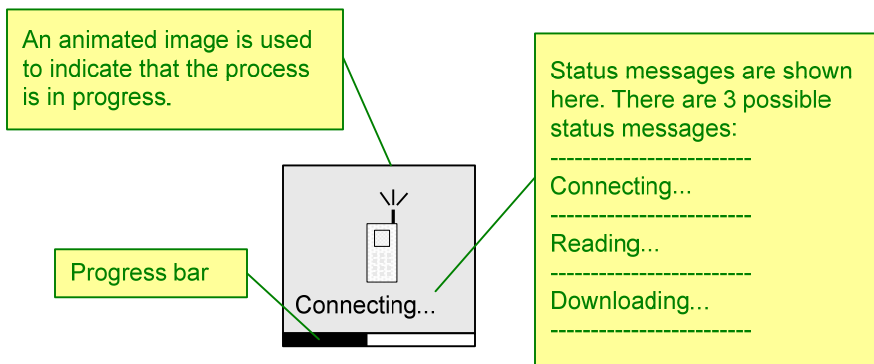 An animated image is used
to indicate that the process
is in progress.
Status messages are shown
here. There are 3 possible
status messages:
-------------------------
Connecting...
-------------------------
Reading...
-------------------------
Downloading...
-------------------------
Progress bar
Connecting...